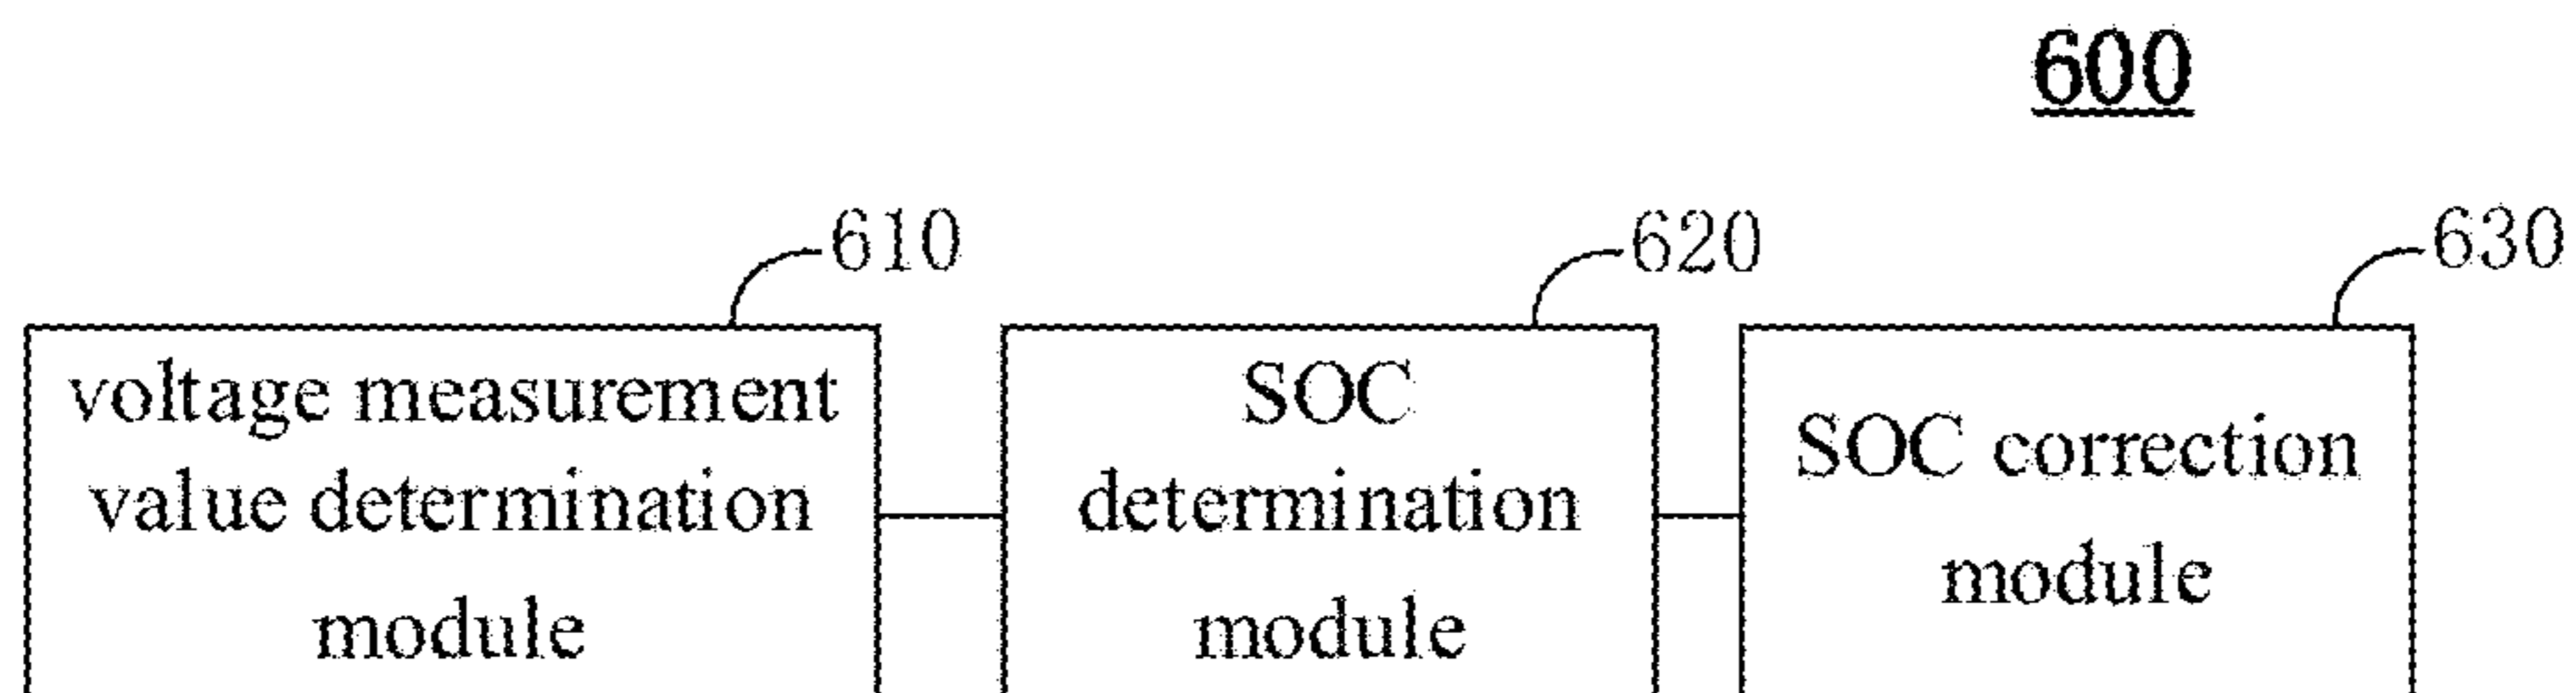 600
610
620
630
voltage measurement
value determination
module
SOC
determination
module
SOC correction
module